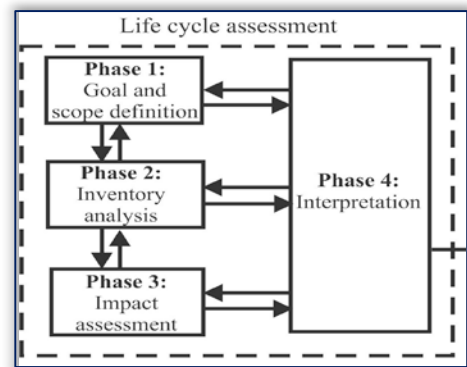 Life cycle assessment
Phase 1:
Goal and
scope definition
Phase 2:
Inventory
analysis
Phase 3:
Impact
assessment
Phase 4:
Interpretation